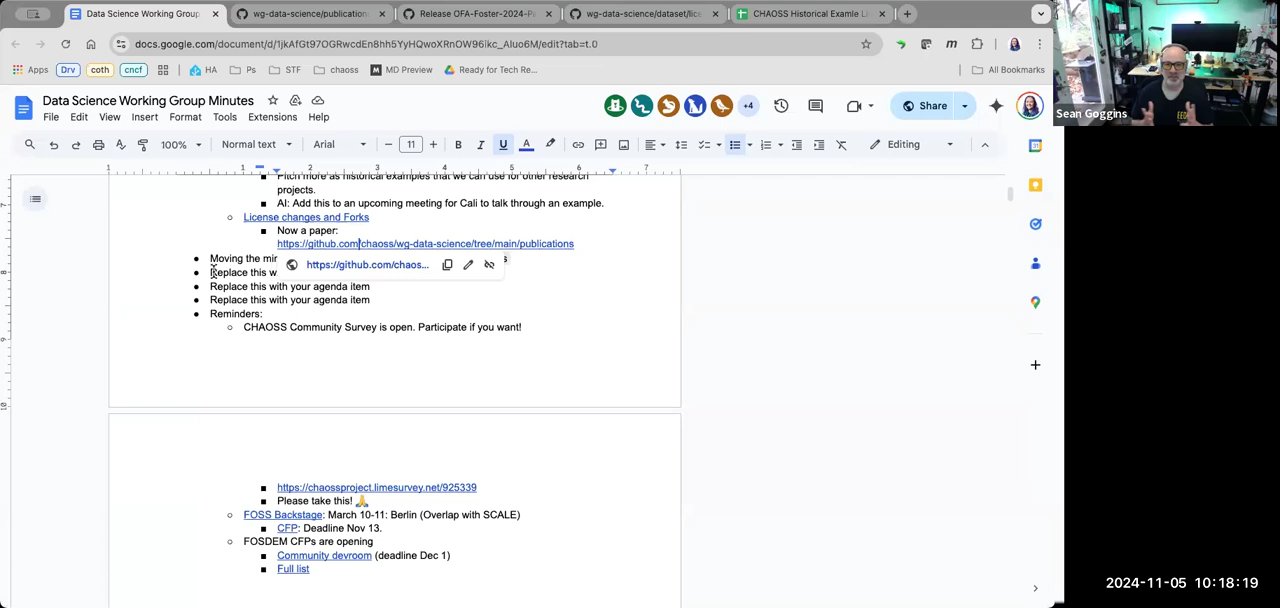 Data Science Working Group
wg-data-science/publication
Release OFA-Foster-2024-Pa
wg-data-science/dataset/lice
CHAOSS Historical Examle Li
docs.google.com/document/d/1jkAfGt97OGRwcdEn8hh5YyHQwoXRnOW96ikc_Aluo6M/edit?tab=t.0
Apps
Drv
coth
cncf
HA
Ps
STF
chaoss
MD Preview
Ready for Tech Re...
All Bookmarks
Data Science Working Group Minutes
File Edit View Insert Format Tools Extensions Help
+4
Share
100%
Normal text
Arial
11
Editing
Pitch more as historical examples that we can use for other research
projects.
AI: Add this to an upcoming meeting for Cali to talk through an example.
License changes and Forks
Now a paper:
https://github.com/chaoss/wg-data-science/tree/main/publications
Moving the
https://github.com/chaos...
Replace this
Replace this with your agenda item
Replace this with your agenda item
Reminders:
CHAOSS Community Survey is open. Participate if you want!
https://chaossproject.limesurvey.net/925339
Please take this! 🙏
FOSS Backstage: March 10-11: Berlin (Overlap with SCALE)
CFP: Deadline Nov 13.
FOSDEM CFPs are opening
Community devroom (deadline Dec 1)
Full list
Sean Goggins
2024-11-05 10:18:19